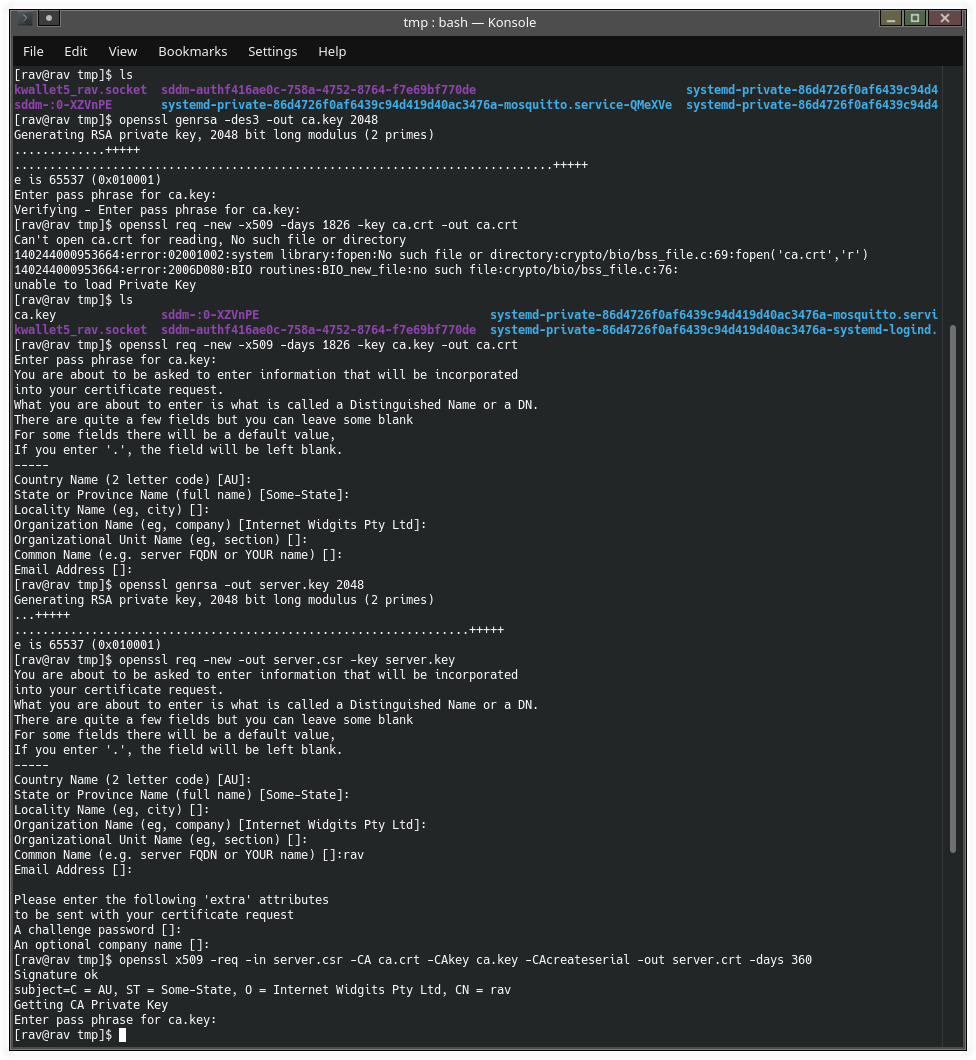 tmp : bash — Konsole
File Edit View Bookmarks Settings Help
[rav@rav tmp]$ ls
kwallet5_rav.socket  sddm-authf416ae0c-758a-4752-8764-f7e69bf770de                              systemd-private-86d4726f0af6439c94d4
sddm-:0-XZVnPE       systemd-private-86d4726f0af6439c94d419d40ac3476a-mosquitto.service-QMeXVe  systemd-private-86d4726f0af6439c94d4
[rav@rav tmp]$ openssl genrsa -des3 -out ca.key 2048
Generating RSA private key, 2048 bit long modulus (2 primes)
.............+++++
.............................................................................+++++
e is 65537 (0x010001)
Enter pass phrase for ca.key:
Verifying - Enter pass phrase for ca.key:
[rav@rav tmp]$ openssl req -new -x509 -days 1826 -key ca.crt -out ca.crt
Can't open ca.crt for reading, No such file or directory
140244000953664:error:02001002:system library:fopen:No such file or directory:crypto/bio/bss_file.c:69:fopen('ca.crt','r')
140244000953664:error:2006D080:BIO routines:BIO_new_file:no such file:crypto/bio/bss_file.c:76:
unable to load Private Key
[rav@rav tmp]$ ls
ca.key               sddm-:0-XZVnPE                                 systemd-private-86d4726f0af6439c94d419d40ac3476a-mosquitto.servi
kwallet5_rav.socket  sddm-authf416ae0c-758a-4752-8764-f7e69bf770de  systemd-private-86d4726f0af6439c94d419d40ac3476a-systemd-logind.
[rav@rav tmp]$ openssl req -new -x509 -days 1826 -key ca.key -out ca.crt
Enter pass phrase for ca.key:
You are about to be asked to enter information that will be incorporated
into your certificate request.
What you are about to enter is what is called a Distinguished Name or a DN.
There are quite a few fields but you can leave some blank
For some fields there will be a default value,
If you enter '.', the field will be left blank.
-----
Country Name (2 letter code) [AU]:
State or Province Name (full name) [Some-State]:
Locality Name (eg, city) []:
Organization Name (eg, company) [Internet Widgits Pty Ltd]:
Organizational Unit Name (eg, section) []:
Common Name (e.g. server FQDN or YOUR name) []:
Email Address []:
[rav@rav tmp]$ openssl genrsa -out server.key 2048
Generating RSA private key, 2048 bit long modulus (2 primes)
...+++++
.................................................................+++++
e is 65537 (0x010001)
[rav@rav tmp]$ openssl req -new -out server.csr -key server.key
You are about to be asked to enter information that will be incorporated
into your certificate request.
What you are about to enter is what is called a Distinguished Name or a DN.
There are quite a few fields but you can leave some blank
For some fields there will be a default value,
If you enter '.', the field will be left blank.
-----
Country Name (2 letter code) [AU]:
State or Province Name (full name) [Some-State]:
Locality Name (eg, city) []:
Organization Name (eg, company) [Internet Widgits Pty Ltd]:
Organizational Unit Name (eg, section) []:
Common Name (e.g. server FQDN or YOUR name) []:rav
Email Address []:

Please enter the following 'extra' attributes
to be sent with your certificate request
A challenge password []:
An optional company name []:
[rav@rav tmp]$ openssl x509 -req -in server.csr -CA ca.crt -CAkey ca.key -CAcreateserial -out server.crt -days 360
Signature ok
subject=C = AU, ST = Some-State, O = Internet Widgits Pty Ltd, CN = rav
Getting CA Private Key
Enter pass phrase for ca.key:
[rav@rav tmp]$